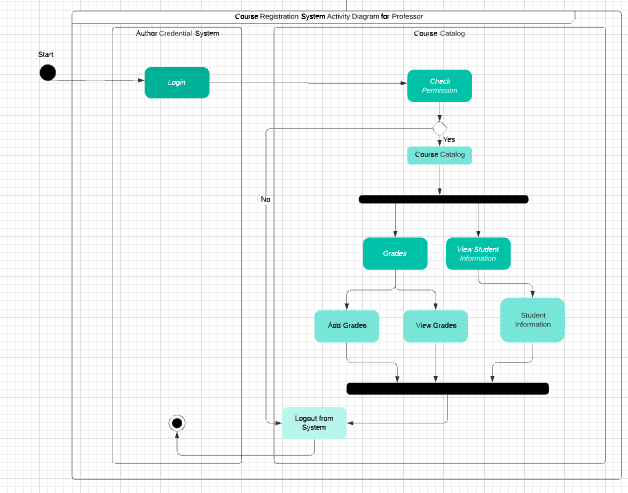 Course Registration System Activity Diagram for Professor
Author Credential System
Course Catalog
Start
Login
Check
Permission
Yes
Course Catalog
No
Grades
View Student
Information
Add Grades
View Grades
Student
Information
Logout from
System